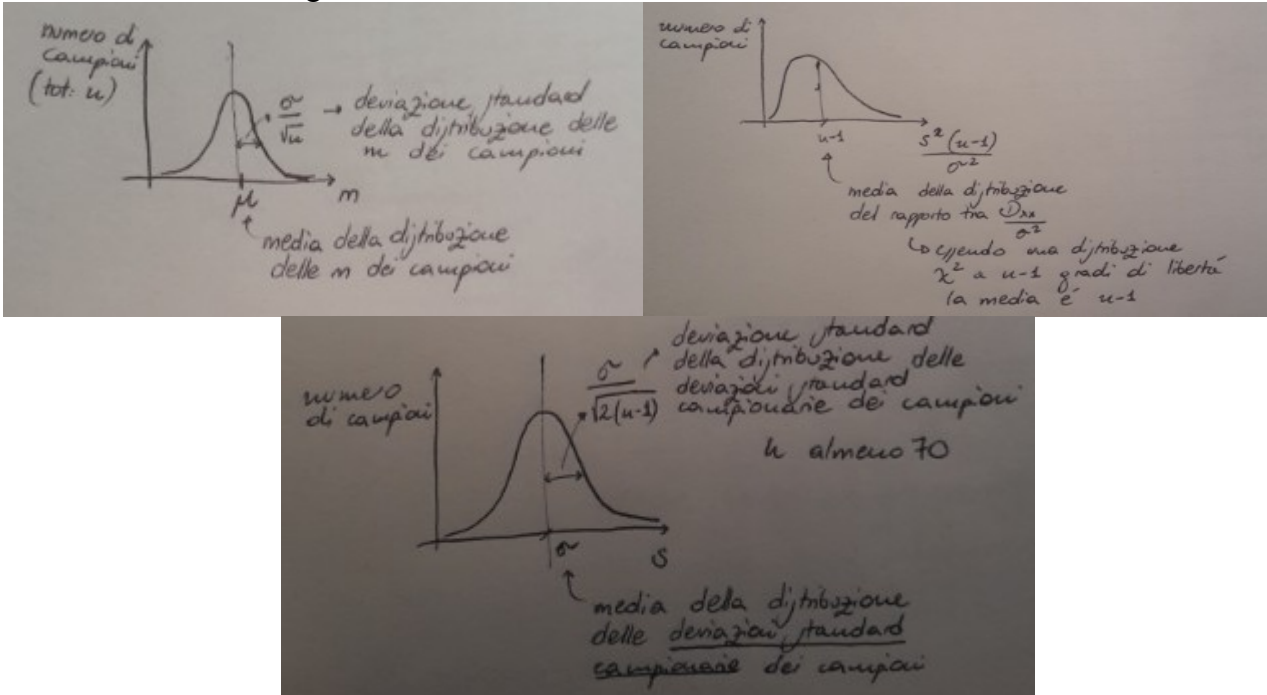 numero di
campioni
(tot: n)
σ/√n → deviazione standard
della distribuzione delle
m dei campioni
μ
m
media della distribuzione
delle m dei campioni
numero di
campioni
n-1
s²(n-1)/σ²
media della distribuzione
del rapporto tra Dxx/σ²
↳ essendo una distribuzione
χ² a n-1 gradi di libertà
la media é n-1
numero
di campioni
σ/√2(n-1)
deviazione standard
della distribuzione delle
deviazioni standard
campionarie dei campioni
n almeno 70
σ
S
media della distribuzione
delle deviazioni standard
campionarie dei campioni